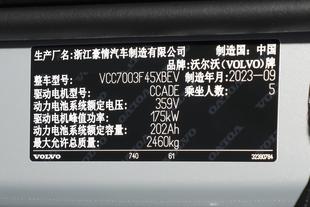 生产厂名：浙江豪情汽车制造有限公司 制造国：中国
品牌：沃尔沃(VOLVO)牌
整车型号：VCC7003F45XBEV 制造年月：2023-09
驱动电机型号：CCADE 乘坐人数：5
动力电池系统额定电压：359V
驱动电机峰值功率：175kW
动力电池系统额定容量：202Ah
最大允许总质量：2460kg
VOLVO 740 61 32390784